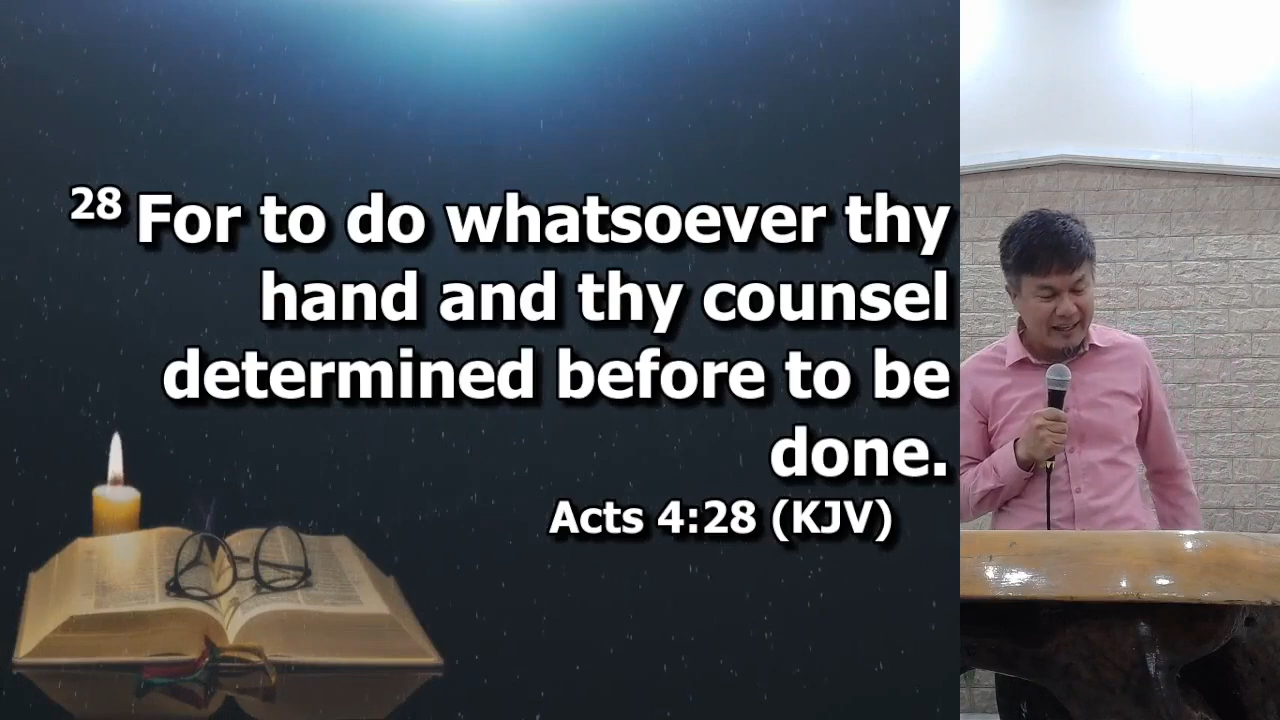 28 For to do whatsoever thy
hand and thy counsel
determined before to be
done.
Acts 4:28 (KJV)